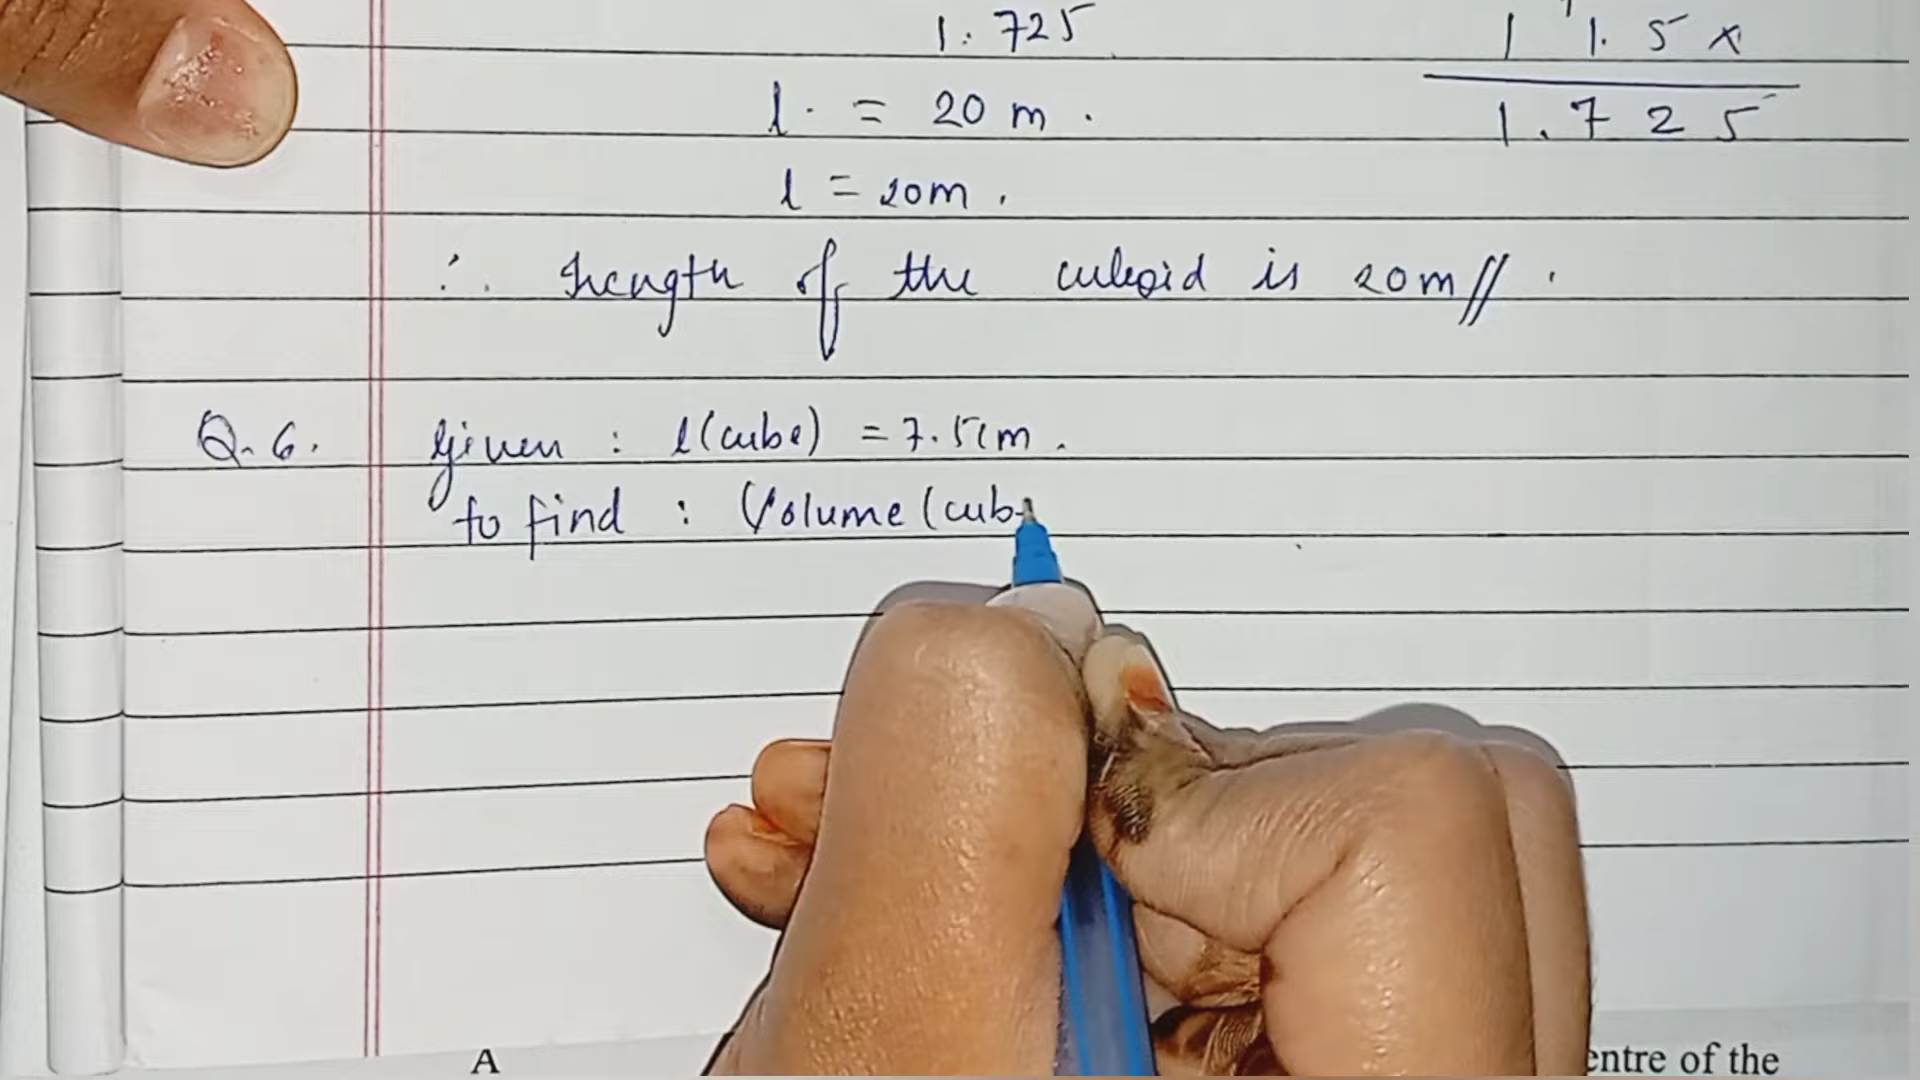 1.725
1 1.5 x
l. = 20 m.
1.725
l = 20m.
∴ Length of the cuboid is 20m//.
Q.6. Given : l(cube) = 7.5cm.
to find : Volume (cub
A
entre of the